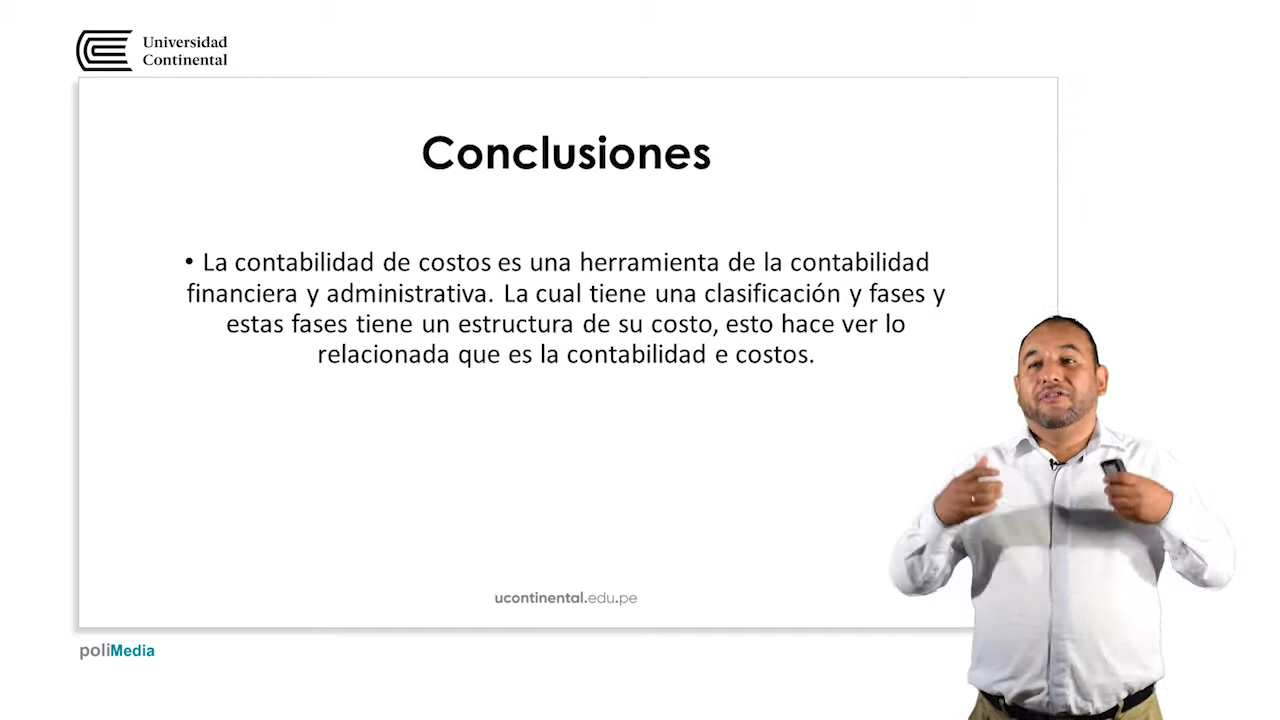 Universidad
Continental
Conclusiones
• La contabilidad de costos es una herramienta de la contabilidad
financiera y administrativa. La cual tiene una clasificación y fases y
estas fases tiene un estructura de su costo, esto hace ver lo
relacionada que es la contabilidad e costos.
ucontinental.edu.pe
poliMedia